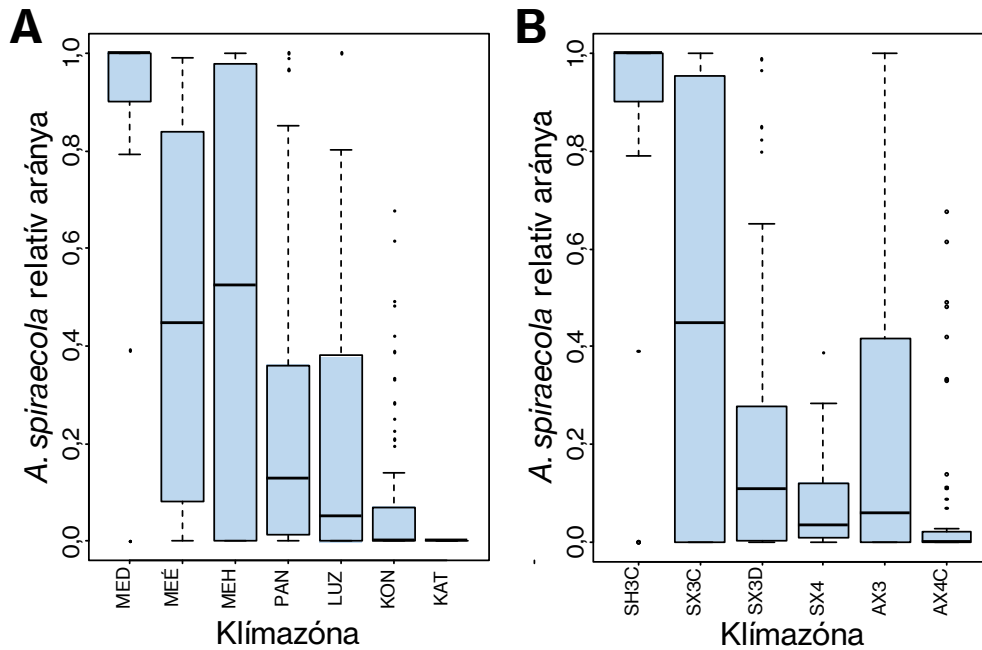 A
A. spiraecola relatív aránya
1,0
0,8
0,6
0,4
0,2
0,0
MED
MEÉ
MEH
PAN
LUZ
KON
KAT
Klímazóna
B
A. spiraecola relatív aránya
1,0
0,8
0,6
0,4
0,2
0,0
SH3C
SX3C
SX3D
SX4
AX3
AX4C
Klímazóna